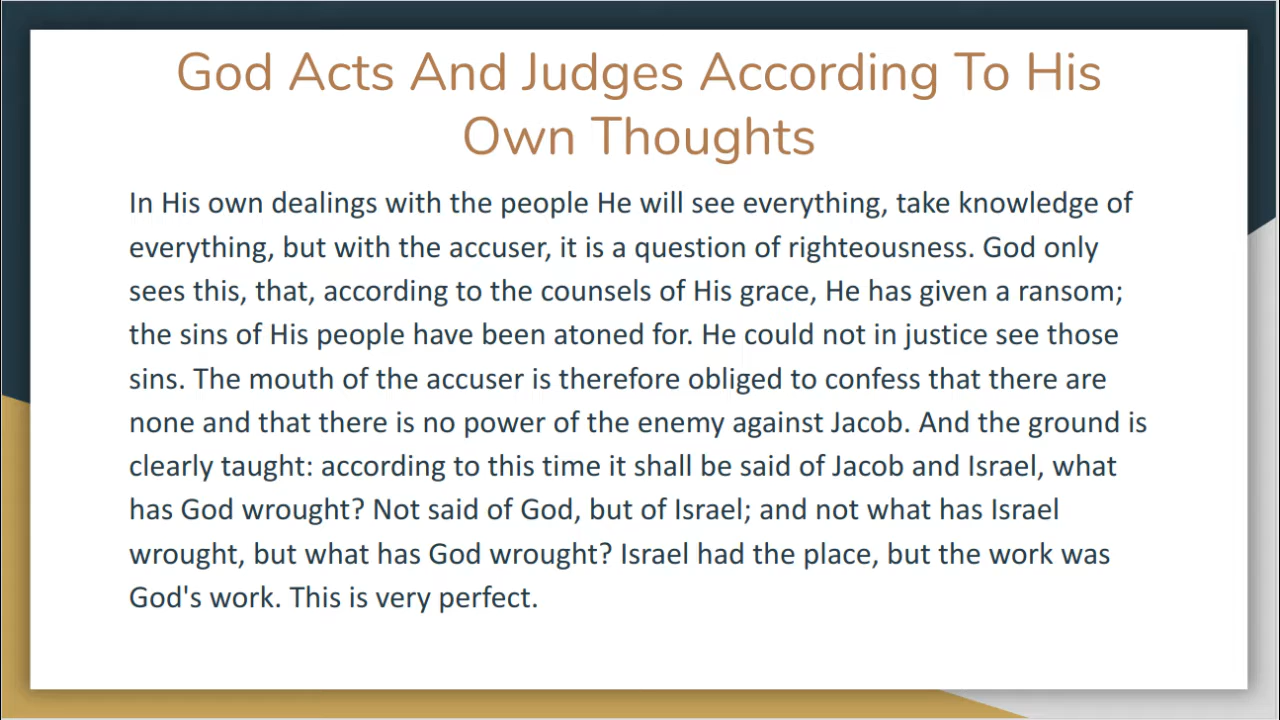 God Acts And Judges According To His
Own Thoughts
In His own dealings with the people He will see everything, take knowledge of
everything, but with the accuser, it is a question of righteousness. God only
sees this, that, according to the counsels of His grace, He has given a ransom;
the sins of His people have been atoned for. He could not in justice see those
sins. The mouth of the accuser is therefore obliged to confess that there are
none and that there is no power of the enemy against Jacob. And the ground is
clearly taught: according to this time it shall be said of Jacob and Israel, what
has God wrought? Not said of God, but of Israel; and not what has Israel
wrought, but what has God wrought? Israel had the place, but the work was
God's work. This is very perfect.